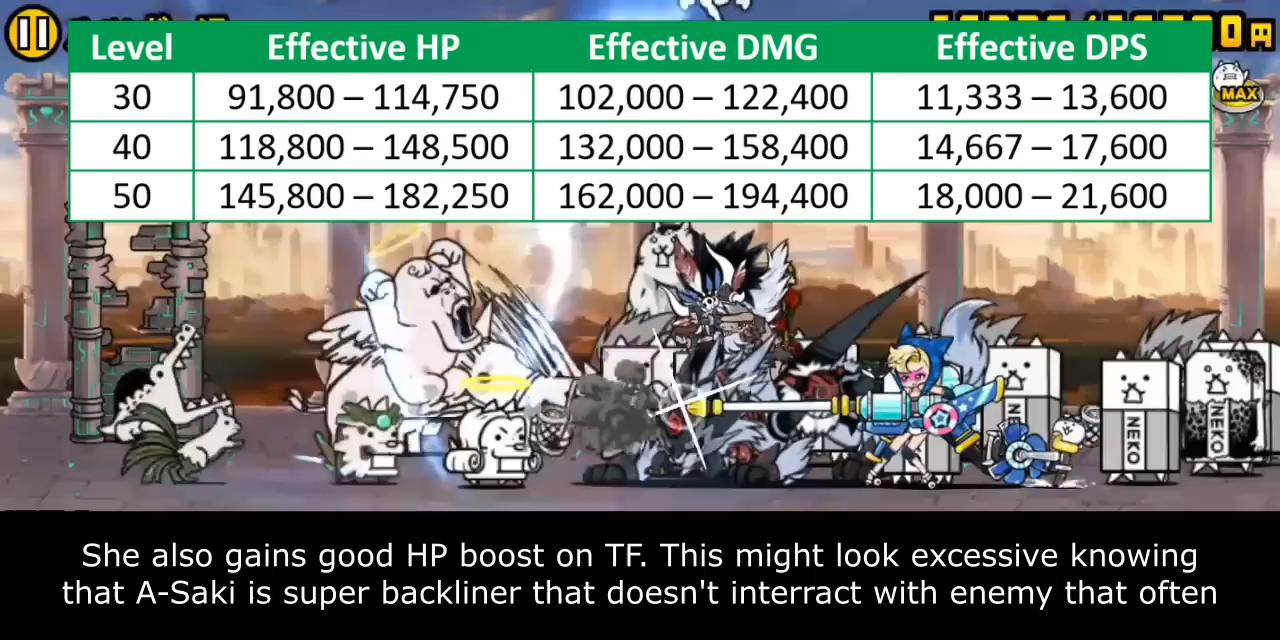 Level Effective HP Effective DMG Effective DPS
30 91,800 – 114,750 102,000 – 122,400 11,333 – 13,600
40 118,800 – 148,500 132,000 – 158,400 14,667 – 17,600
50 145,800 – 182,250 162,000 – 194,400 18,000 – 21,600
MAX
NEKO
NEKO
She also gains good HP boost on TF. This might look excessive knowing
that A-Saki is super backliner that doesn't interract with enemy that often